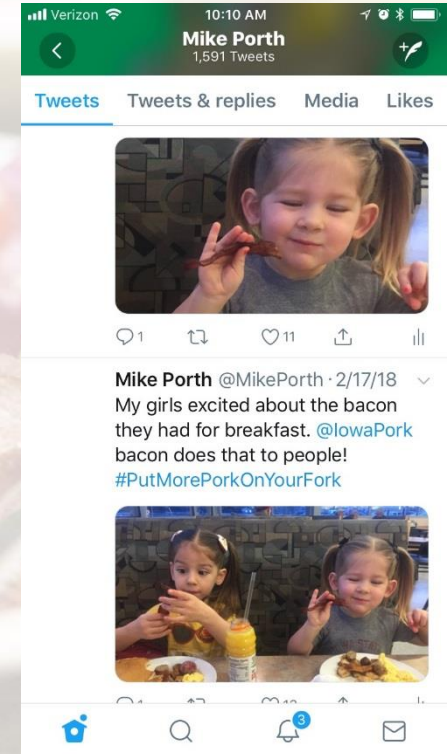 Verizon 10:10 AM
Mike Porth
1,591 Tweets
Tweets Tweets & replies Media Likes
1 11
Mike Porth @MikePorth · 2/17/18
My girls excited about the bacon
they had for breakfast. @IowaPork
bacon does that to people!
#PutMorePorkOnYourFork
3